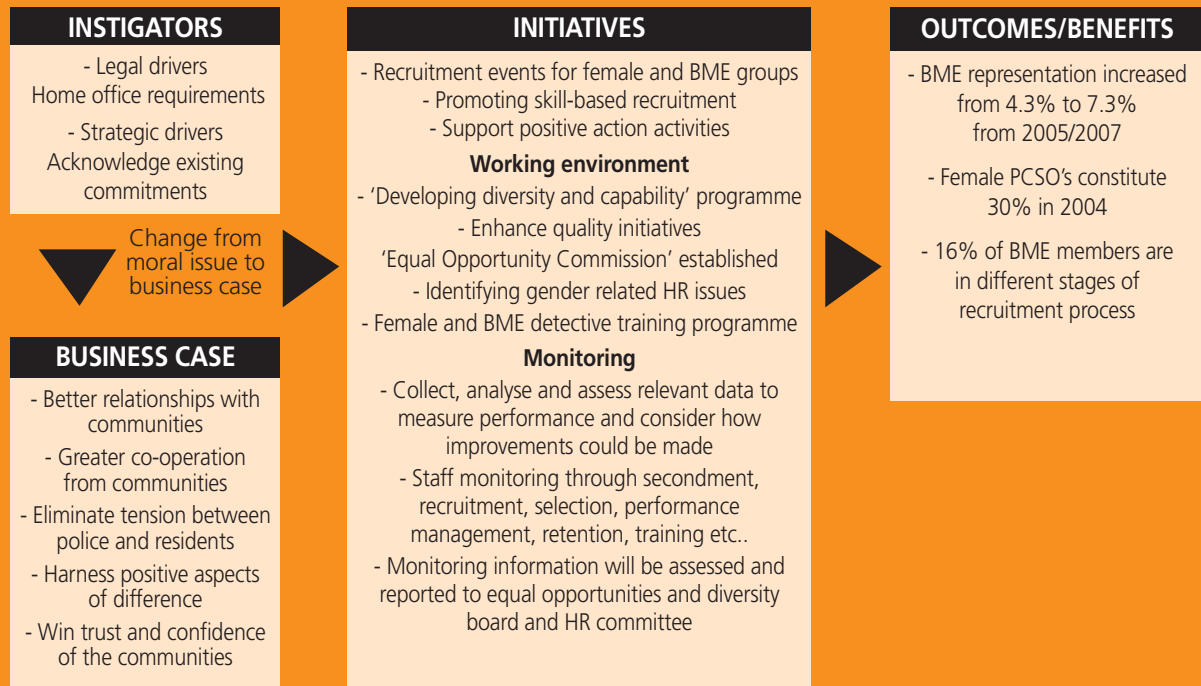 INSTIGATORS
- Legal drivers
Home office requirements
- Strategic drivers
Acknowledge existing
commitments
Change from
moral issue to
business case
BUSINESS CASE
- Better relationships with
communities
- Greater co-operation
from communities
- Eliminate tension between
police and residents
- Harness positive aspects
of difference
- Win trust and confidence
of the communities
INITIATIVES
- Recruitment events for female and BME groups
- Promoting skill-based recruitment
- Support positive action activities
Working environment
- 'Developing diversity and capability' programme
- Enhance quality initiatives
'Equal Opportunity Commission' established
- Identifying gender related HR issues
- Female and BME detective training programme
Monitoring
- Collect, analyse and assess relevant data to
measure performance and consider how
improvements could be made
- Staff monitoring through secondment,
recruitment, selection, performance
management, retention, training etc..
- Monitoring information will be assessed and
reported to equal opportunities and diversity
board and HR committee
OUTCOMES/BENEFITS
- BME representation increased
from 4.3% to 7.3%
from 2005/2007
- Female PCSO's constitute
30% in 2004
- 16% of BME members are
in different stages of
recruitment process